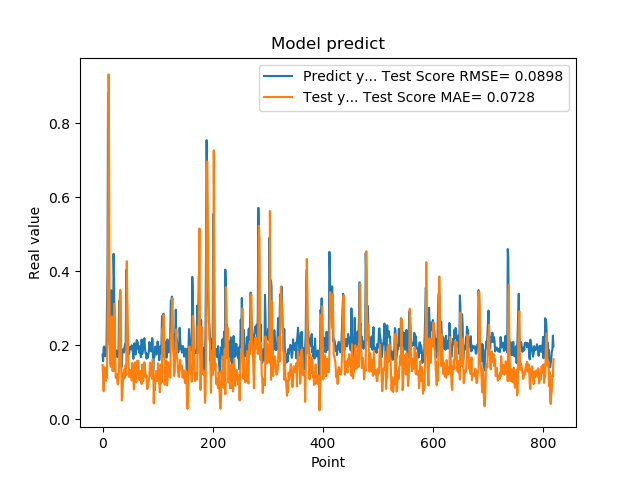 Model predict
Predict y... Test Score RMSE= 0.0898
Test y... Test Score MAE= 0.0728
Real value
0.8
0.6
0.4
0.2
0.0
0 200 400 600 800
Point